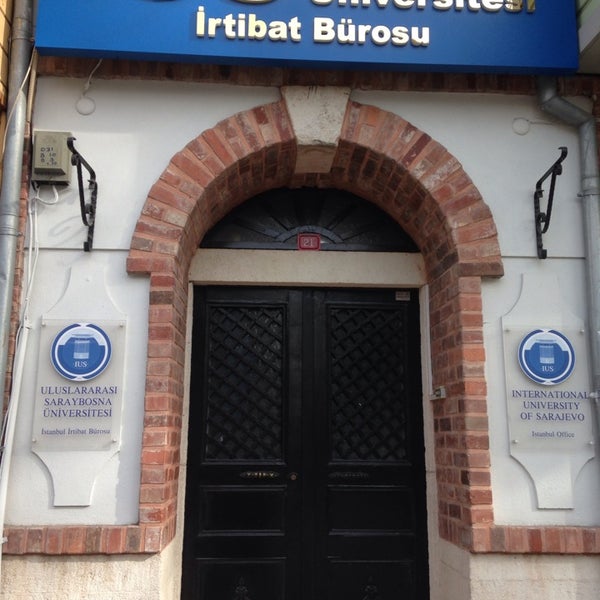 Üniversitesi
İrtibat Bürosu
21
IUS
ULUSLARARASI
SARAYBOSNA
ÜNİVERSİTESİ
İstanbul İrtibat Bürosu
IUS
INTERNATIONAL
UNIVERSITY
OF SARAJEVO
Istanbul Office